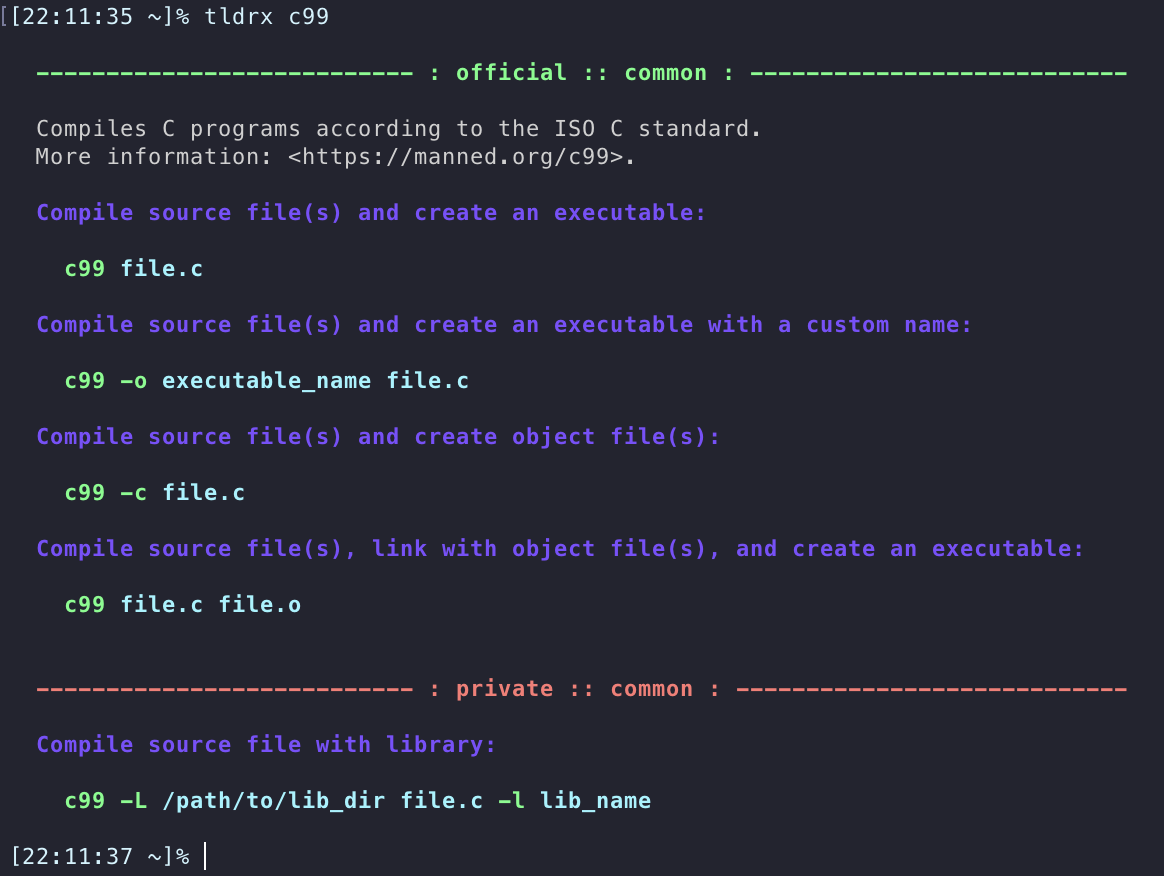 [[22:11:35 ~]% tldrx c99
--------------------------- : official :: common : ---------------------------
Compiles C programs according to the ISO C standard.
More information: <https://manned.org/c99>.
Compile source file(s) and create an executable:
c99 file.c
Compile source file(s) and create an executable with a custom name:
c99 -o executable_name file.c
Compile source file(s) and create object file(s):
c99 -c file.c
Compile source file(s), link with object file(s), and create an executable:
c99 file.c file.o
--------------------------- : private :: common : ----------------------------
Compile source file with library:
c99 -L /path/to/lib_dir file.c -l lib_name
[22:11:37 ~]%